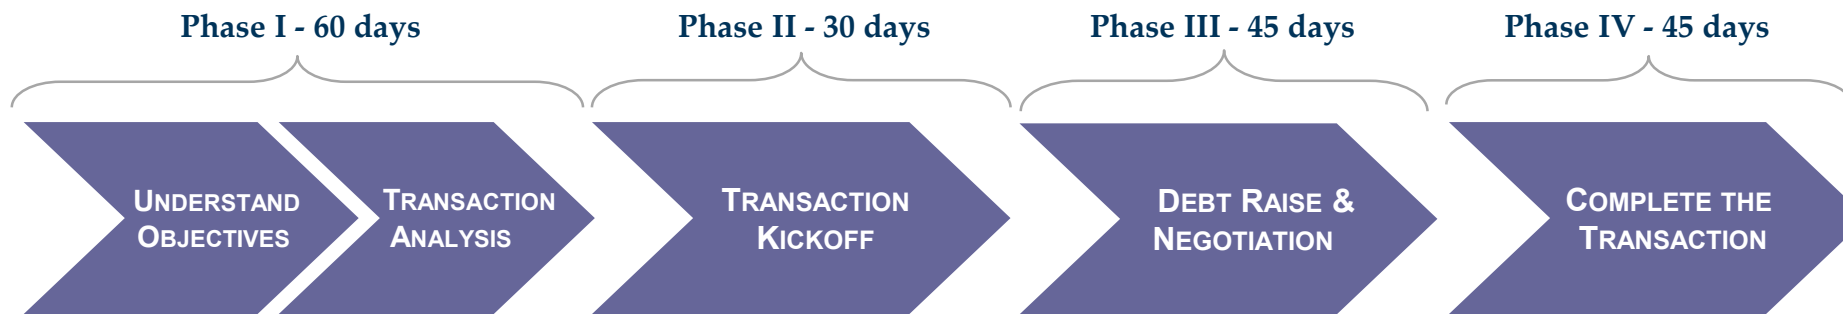 Phase I - 60 days
Phase II - 30 days
Phase III - 45 days
Phase IV - 45 days
UNDERSTAND
OBJECTIVES
TRANSACTION
ANALYSIS
TRANSACTION
KICKOFF
DEBT RAISE &
NEGOTIATION
COMPLETE THE
TRANSACTION